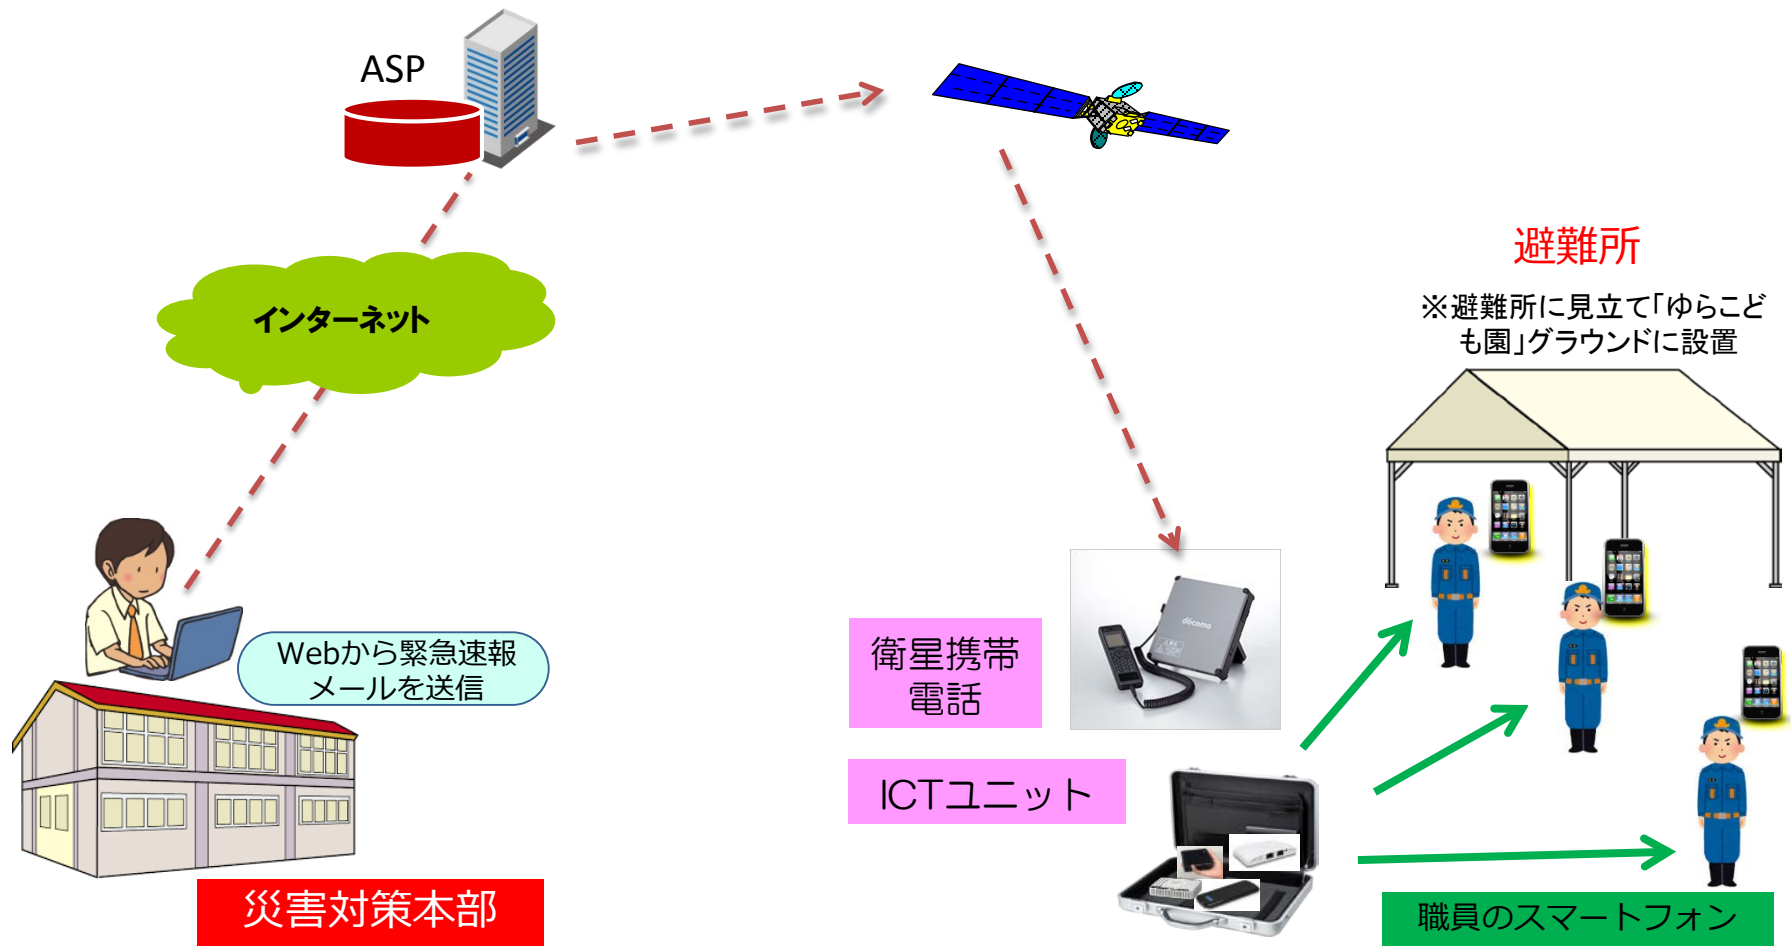 ASP
インターネット
避難所
※避難所に見立て「ゆらこど
も園」グラウンドに設置
Webから緊急速報
メールを送信
衛星携帯
電話
döcomo
ICTユニット
災害対策本部
職員のスマートフォン